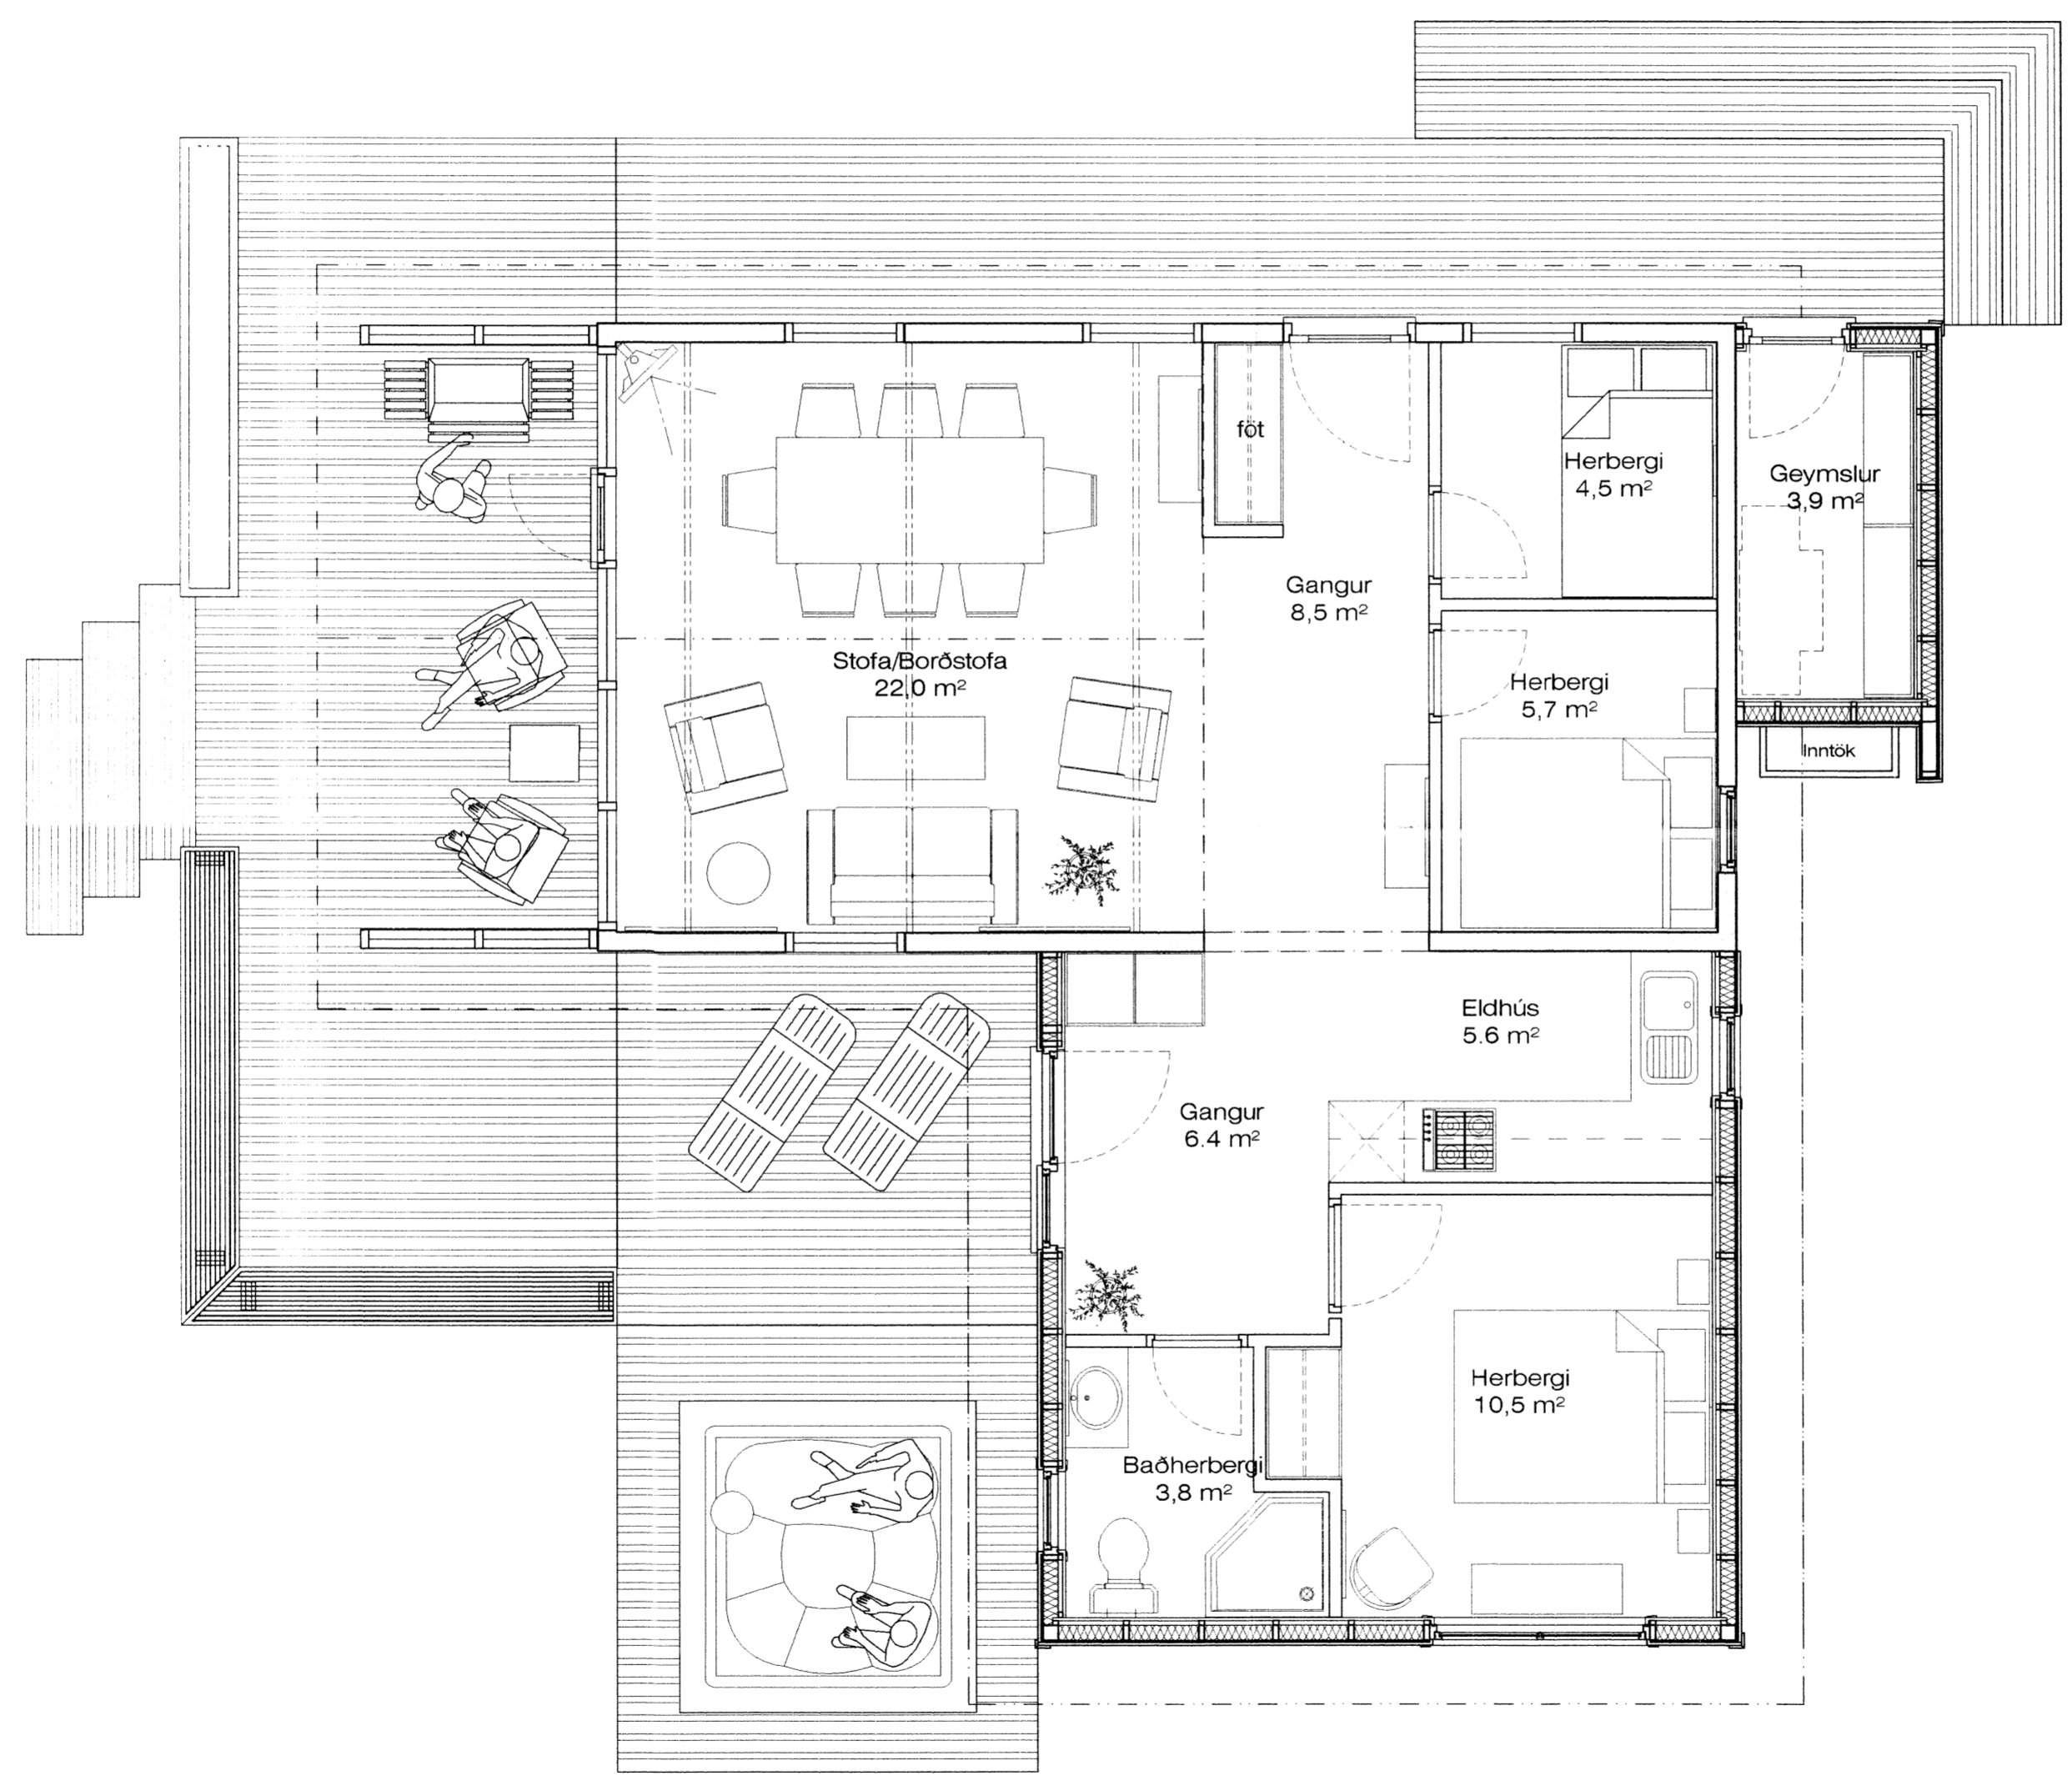 föt
Herbergi
4,5 m²
Geymslur
3,9 m²
Gangur
8,5 m²
Stofa/Borðstofa
22,0 m²
Herbergi
5,7 m²
Inntök
Eldhús
5.6 m²
Gangur
6.4 m²
Herbergi
10,5 m²
Baðherbergi
3,8 m²